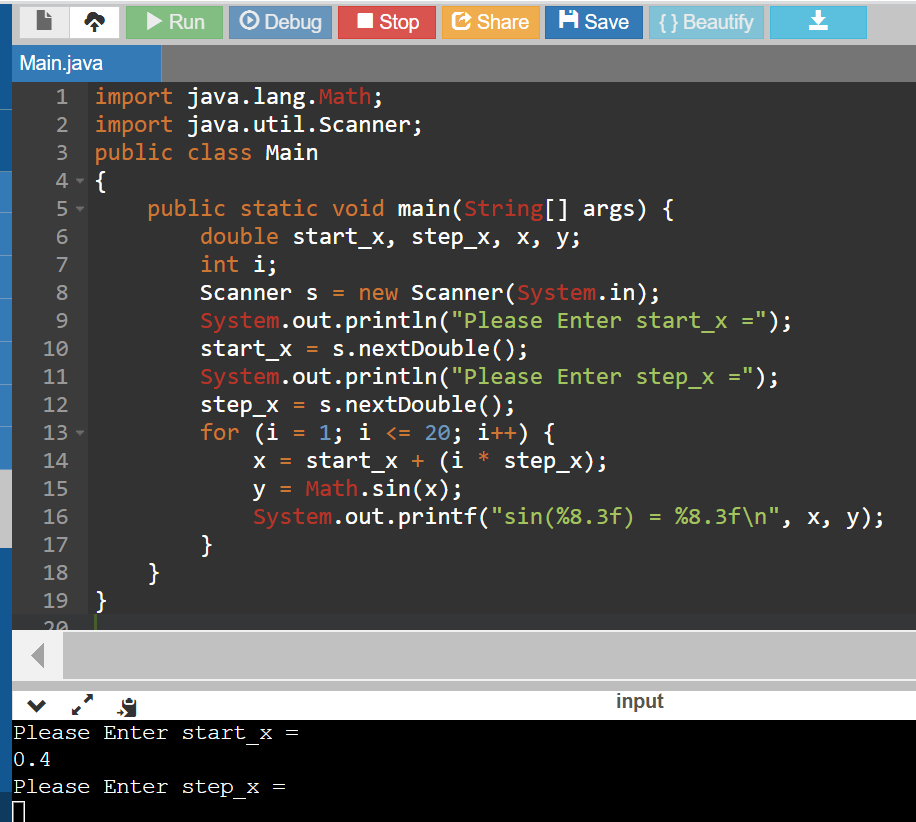 Run Debug Stop Share Save { } Beautify
Main.java
1 import java.lang.Math;
2 import java.util.Scanner;
3 public class Main
4 {
5     public static void main(String[] args) {
6         double start_x, step_x, x, y;
7         int i;
8         Scanner s = new Scanner(System.in);
9         System.out.println("Please Enter start_x =");
10         start_x = s.nextDouble();
11         System.out.println("Please Enter step_x =");
12         step_x = s.nextDouble();
13         for (i = 1; i <= 20; i++) {
14             x = start_x + (i * step_x);
15             y = Math.sin(x);
16             System.out.printf("sin(%8.3f) = %8.3f\n", x, y);
17         }
18     }
19 }
20
input
Please Enter start_x =
0.4
Please Enter step_x =